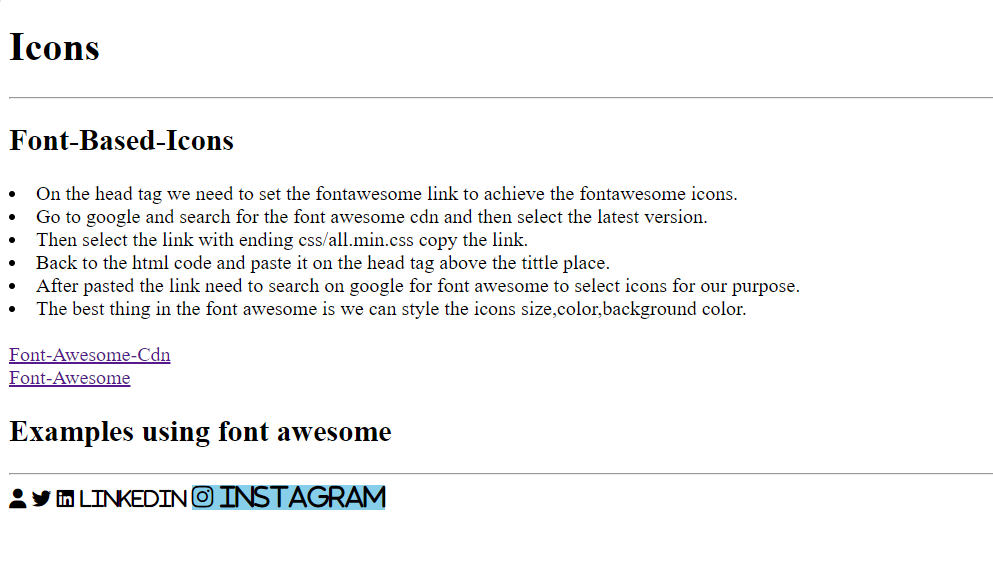 Icons
Font-Based-Icons
On the head tag we need to set the fontawesome link to achieve the fontawesome icons.
Go to google and search for the font awesome cdn and then select the latest version.
Then select the link with ending css/all.min.css copy the link.
Back to the html code and paste it on the head tag above the tittle place.
After pasted the link need to search on google for font awesome to select icons for our purpose.
The best thing in the font awesome is we can style the icons size,color,background color.
Font-Awesome-Cdn
Font-Awesome
Examples using font awesome
LINKEDIN INSTAGRAM